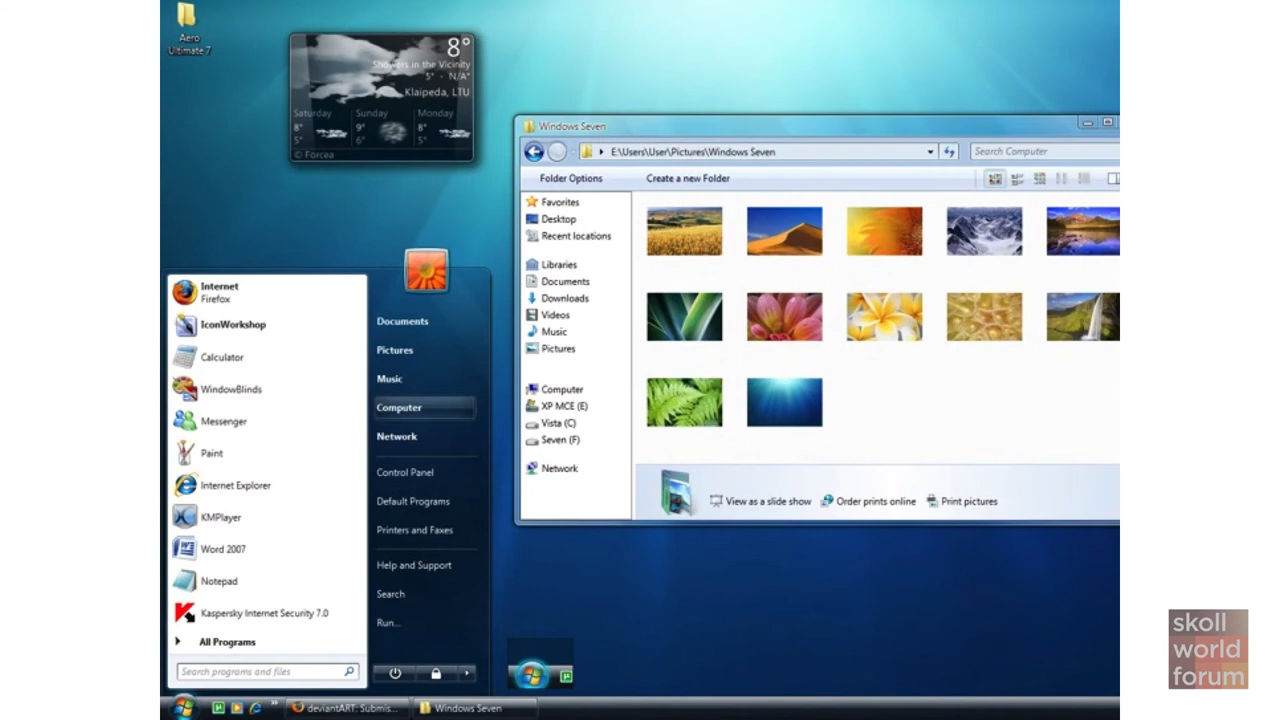 Aero
Ultimate 7
8°
Showers in the Vicinity
5° - N/A°
Klaipeda, LTU
Saturday Sunday Monday
8° 9° 8°
5° 6° 5°
© Forcea
Windows Seven
E:\Users\User\Pictures\Windows Seven
Search Computer
Folder Options Create a new Folder
Favorites
Desktop
Recent locations
Libraries
Documents
Downloads
Videos
Music
Pictures
Computer
XP MCE (E)
Vista (C)
Seven (F)
Network
View as a slide show Order prints online Print pictures
Internet
Firefox
IconWorkshop
Calculator
WindowBlinds
Messenger
Paint
Internet Explorer
KMPlayer
Word 2007
Notepad
Kaspersky Internet Security 7.0
All Programs
Search programs and files
Documents
Pictures
Music
Computer
Network
Control Panel
Default Programs
Printers and Faxes
Help and Support
Search
Run...
deviantART: Submis...
Windows Seven
skoll
world
forum